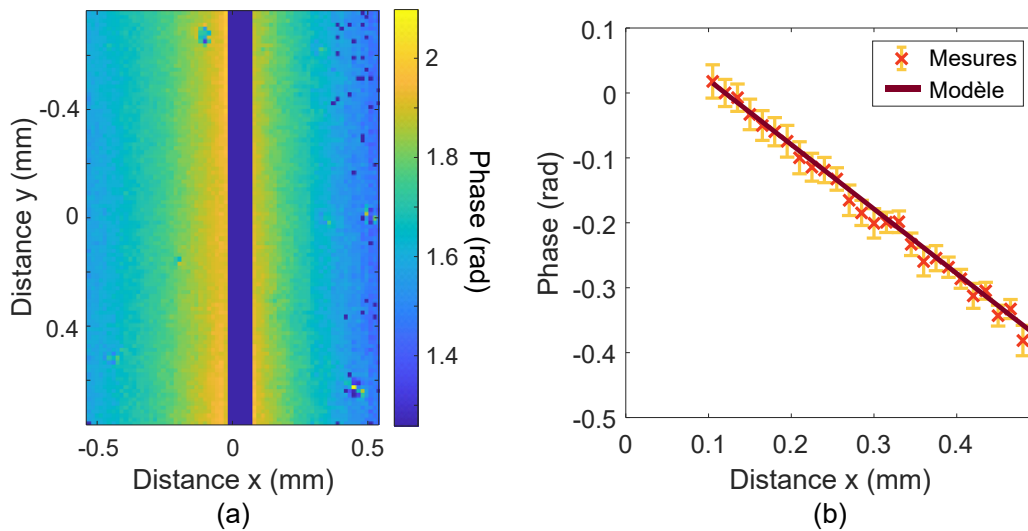 -0.4
0
0.4
Distance y (mm)
-0.5
0
0.5
Distance x (mm)
(a)
2
1.8
1.6
1.4
Phase (rad)
0.1
0
-0.1
-0.2
-0.3
-0.4
-0.5
Phase (rad)
Mesures
Modèle
0
0.1
0.2
0.3
0.4
Distance x (mm)
(b)